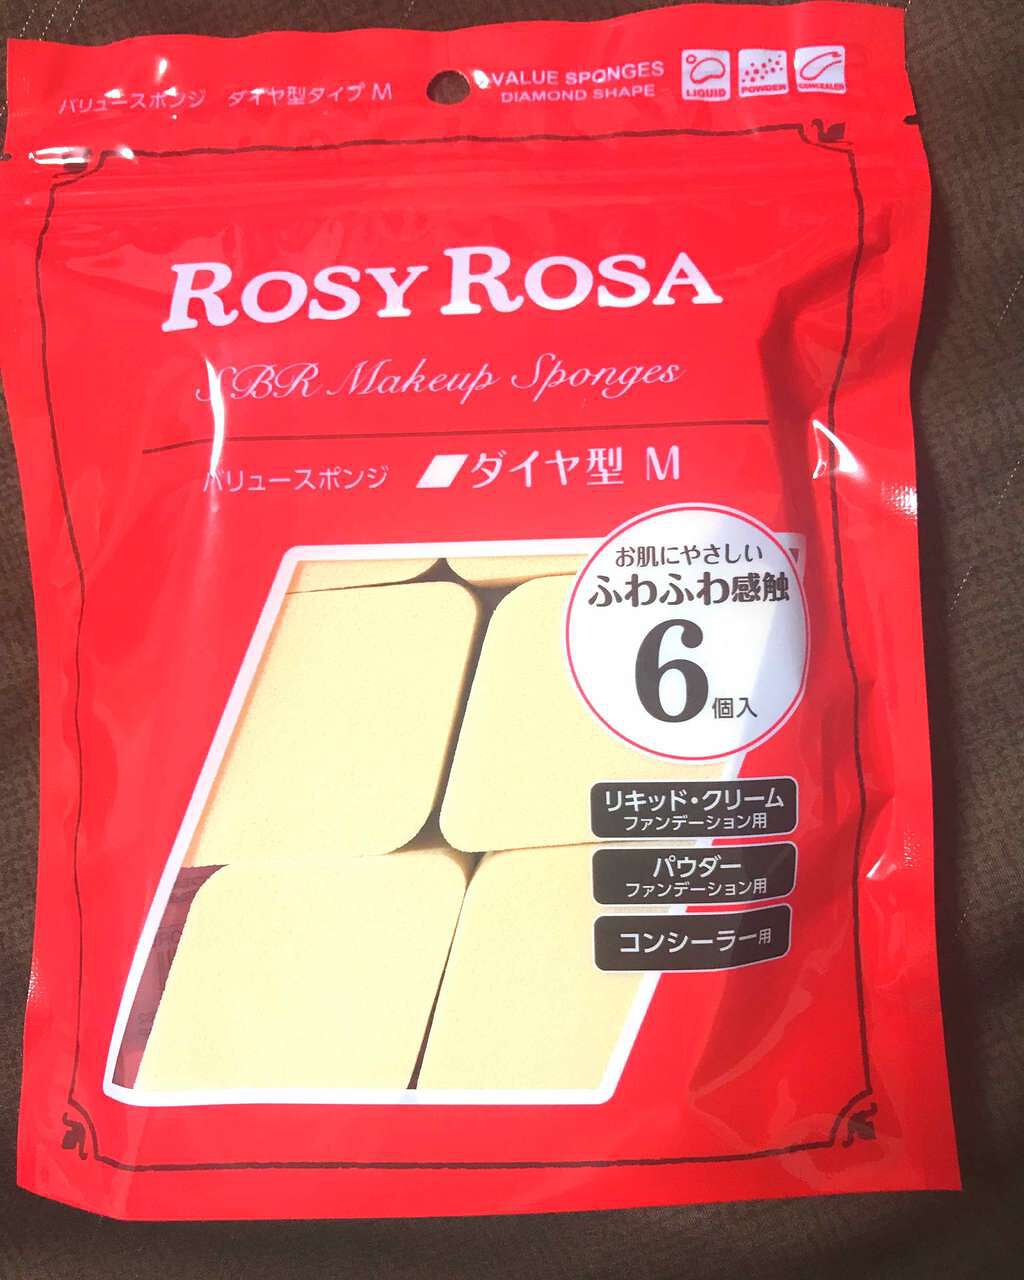 バリュースポンジ ダイヤ型タイプ M
VALUE SPONGES
DIAMOND SHAPE
LIQUID
POWDER
CONCEALER
ROSY ROSA
SBR Makeup Sponges
バリュースポンジ ダイヤ型 M
お肌にやさしい
ふわふわ感触
6個入
リキッド・クリーム
ファンデーション用
パウダー
ファンデーション用
コンシーラー用